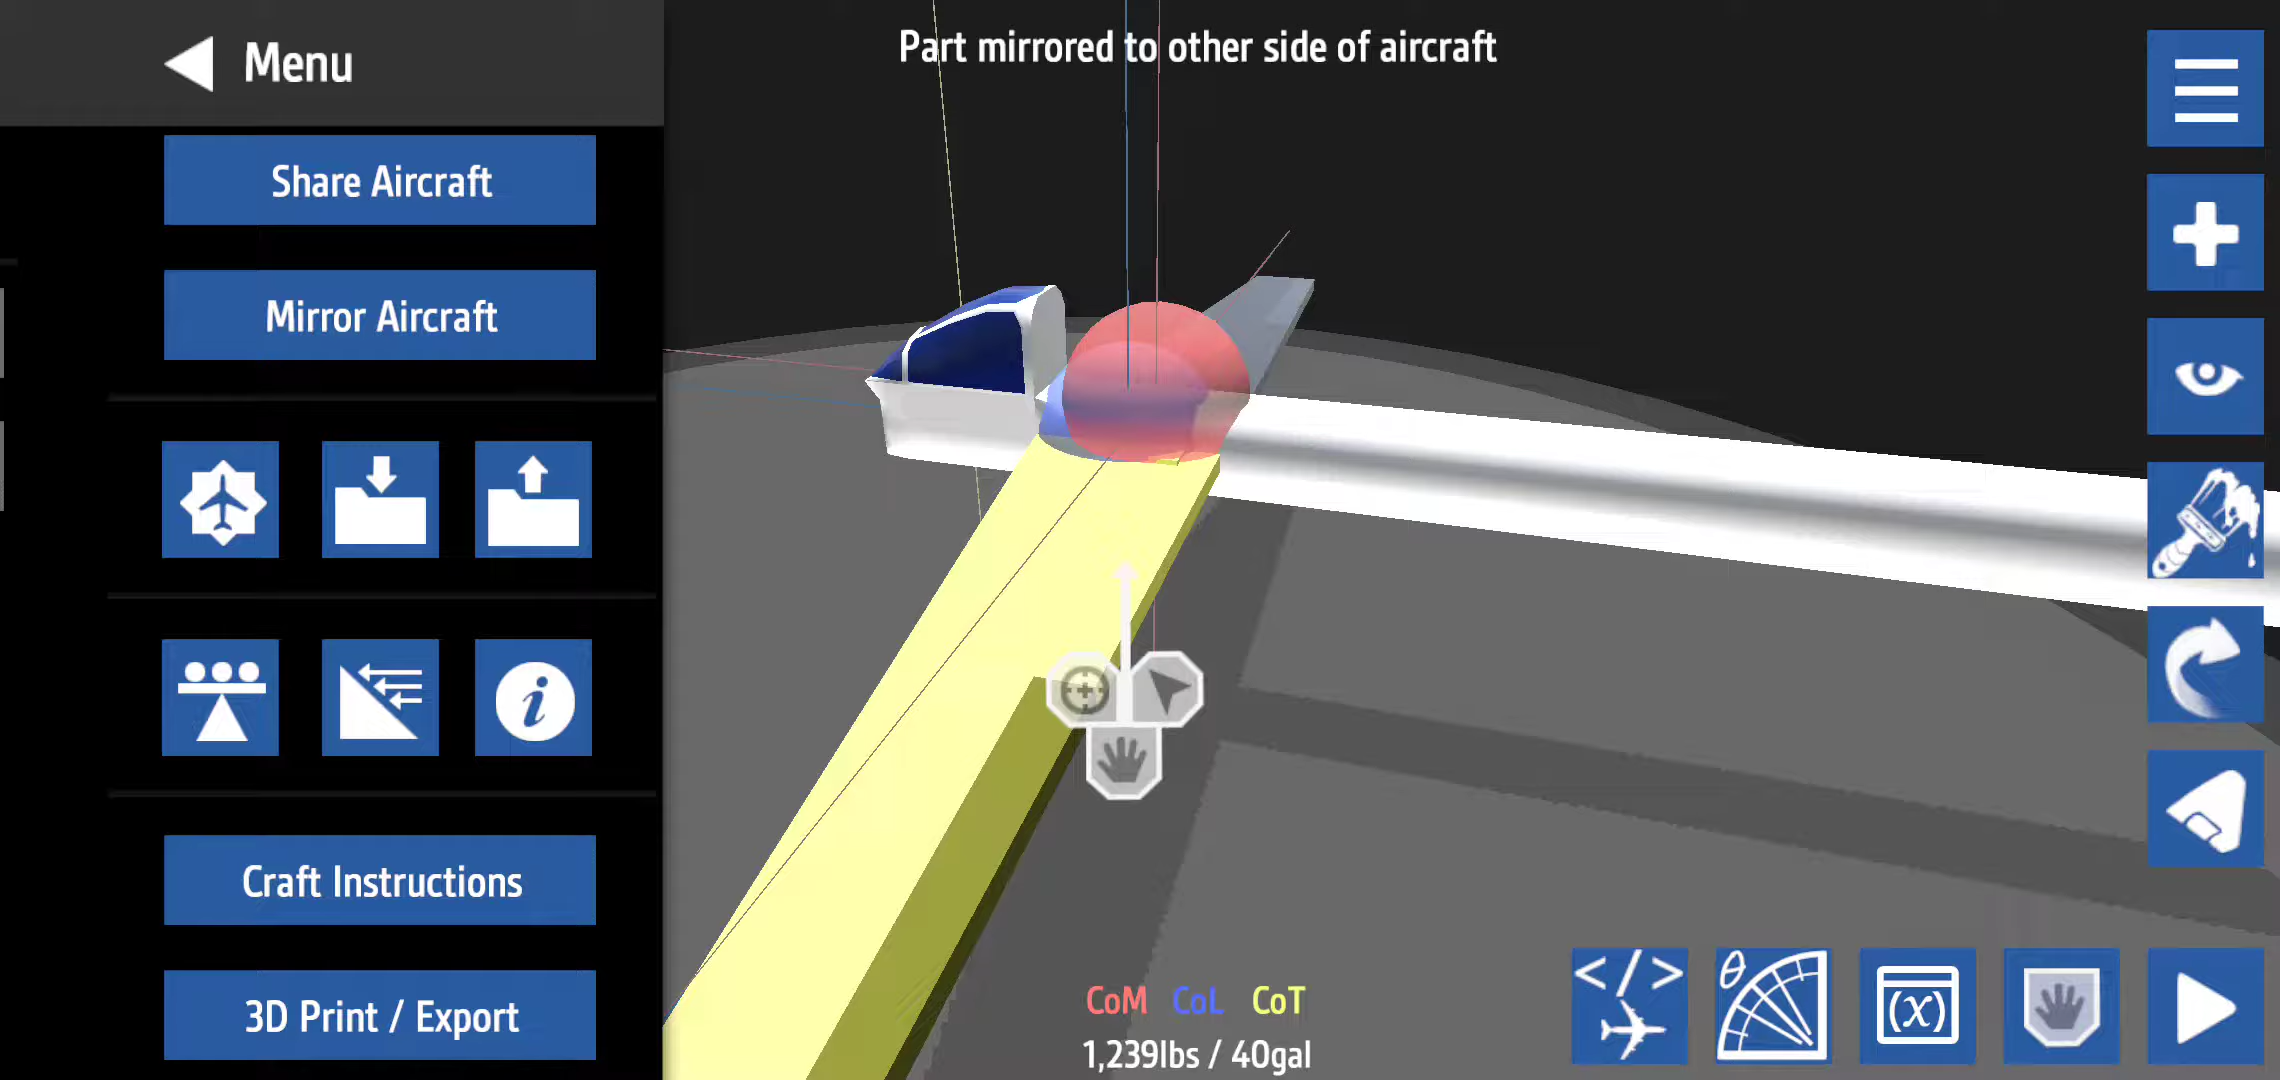 Menu
Share Aircraft
Mirror Aircraft
i
Craft Instructions
3D Print / Export
Part mirrored to other side of aircraft
CoM CoL CoT
1,239lbs / 40gal
</>
θ
(x)